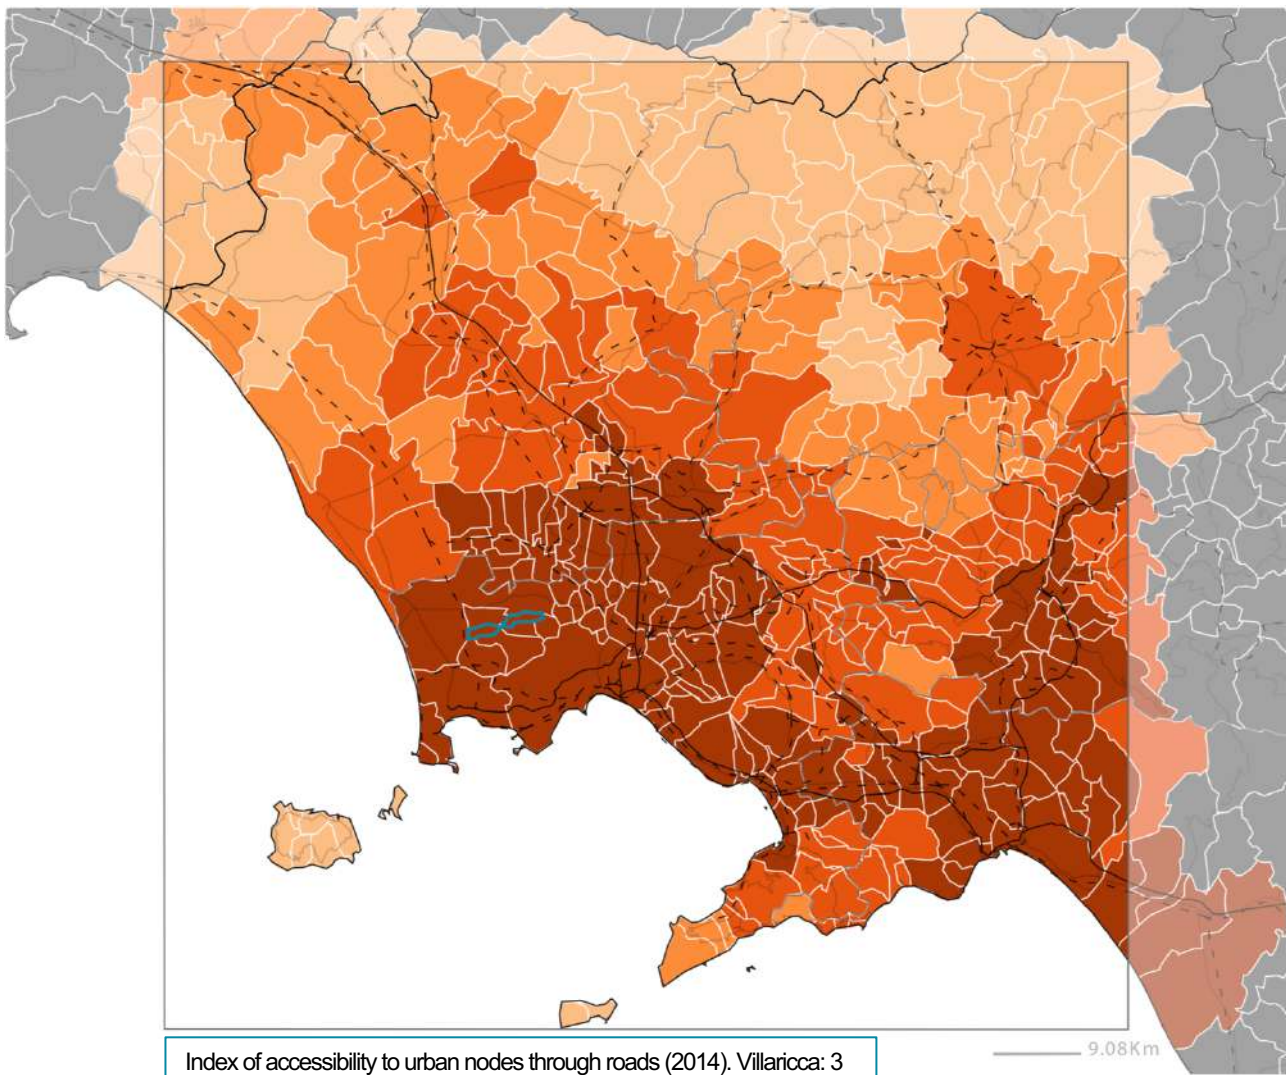 Index of accessibility to urban nodes through roads (2014). Villaricca: 3
9.08Km